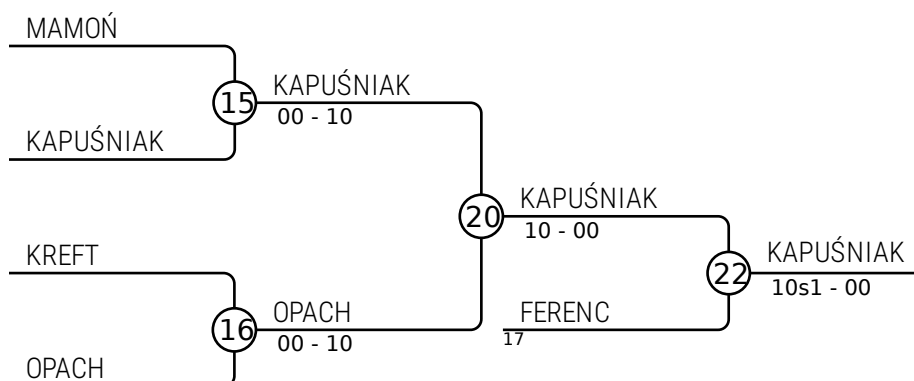 MAMOŃ
15
KAPUŚNIAK
00 - 10
KAPUŚNIAK
20
KAPUŚNIAK
10 - 00
KREFT
22
KAPUŚNIAK
10s1 - 00
16
OPACH
00 - 10
FERENC
17
OPACH